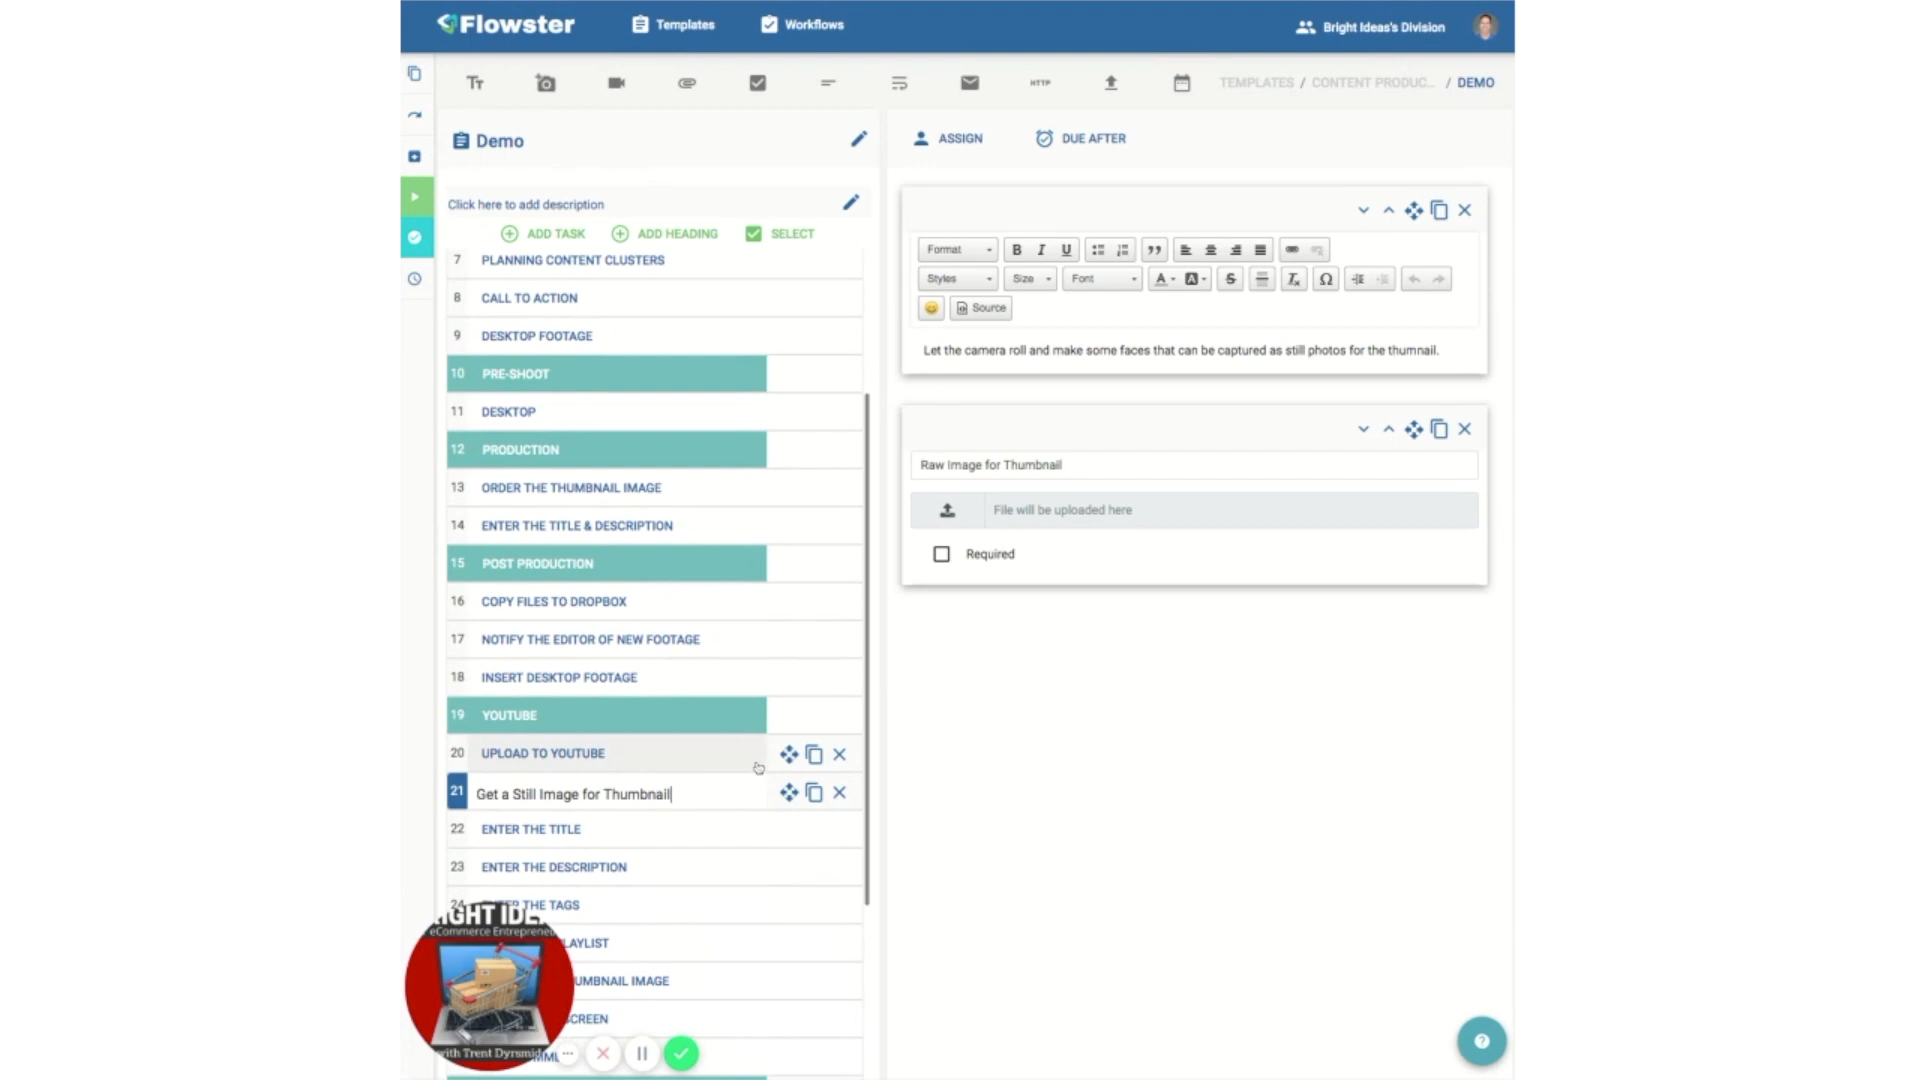 Flowster
Templates
Workflows
Bright Ideas's Division
HTTP
TEMPLATES / CONTENT PRODUC... / DEMO
Demo
ASSIGN
DUE AFTER
Click here to add description
ADD TASK
ADD HEADING
SELECT
7 PLANNING CONTENT CLUSTERS
8 CALL TO ACTION
9 DESKTOP FOOTAGE
10 PRE-SHOOT
11 DESKTOP
12 PRODUCTION
13 ORDER THE THUMBNAIL IMAGE
14 ENTER THE TITLE & DESCRIPTION
15 POST PRODUCTION
16 COPY FILES TO DROPBOX
17 NOTIFY THE EDITOR OF NEW FOOTAGE
18 INSERT DESKTOP FOOTAGE
19 YOUTUBE
20 UPLOAD TO YOUTUBE
21 Get a Still Image for Thumbnail
22 ENTER THE TITLE
23 ENTER THE DESCRIPTION
24 THE TAGS
eCommerce
with Trent Dyrsmid
Format
Styles
Size
Font
Source
Let the camera roll and make some faces that can be captured as still photos for the thumnail.
Raw Image for Thumbnail
File will be uploaded here
Required